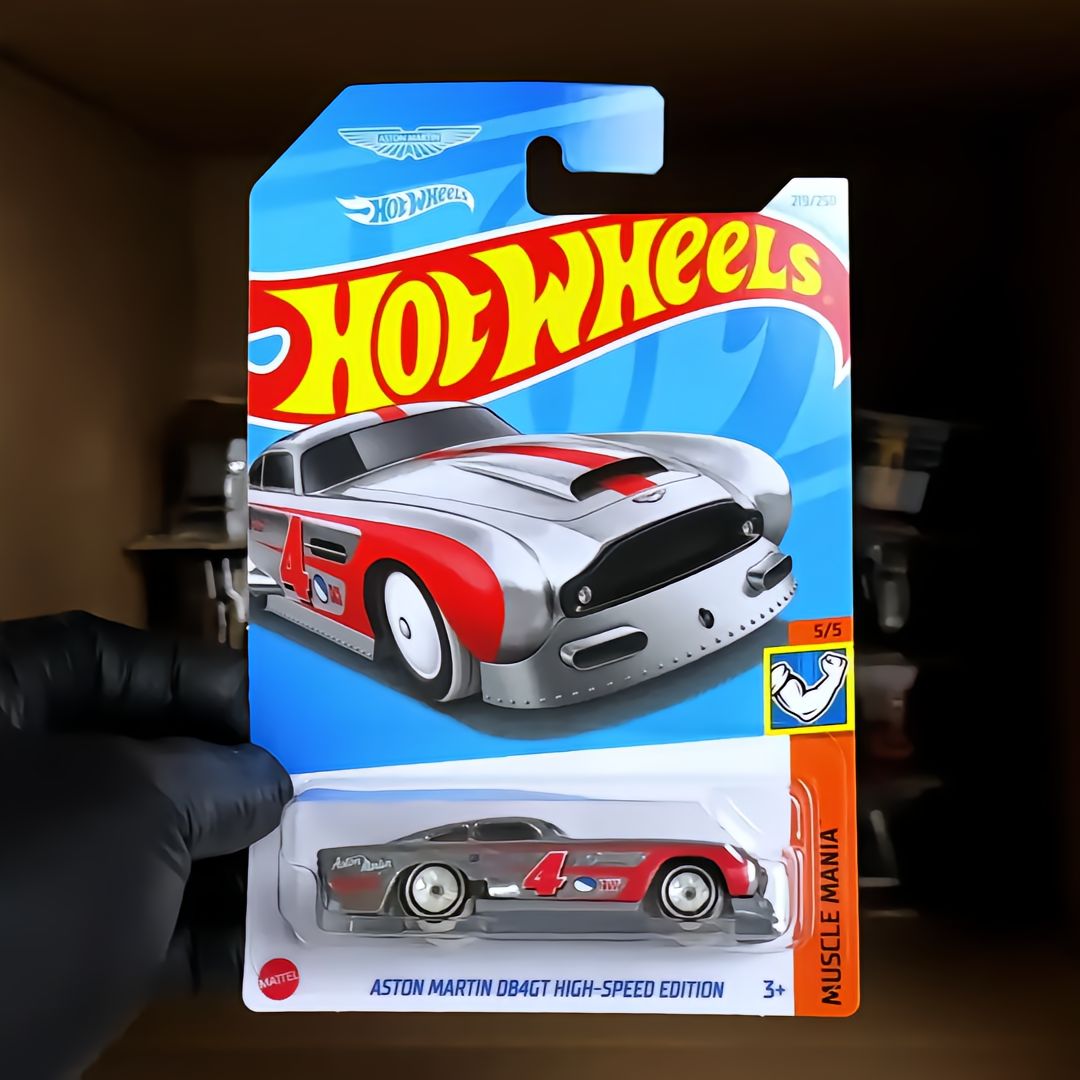 ASTON MARTIN
HOT WHEELS
219/250
HOT WHEELS
4
5/5
Aston Martin
4
HW
MUSCLE MANIA
MATTEL
ASTON MARTIN DB4GT HIGH-SPEED EDITION
3+